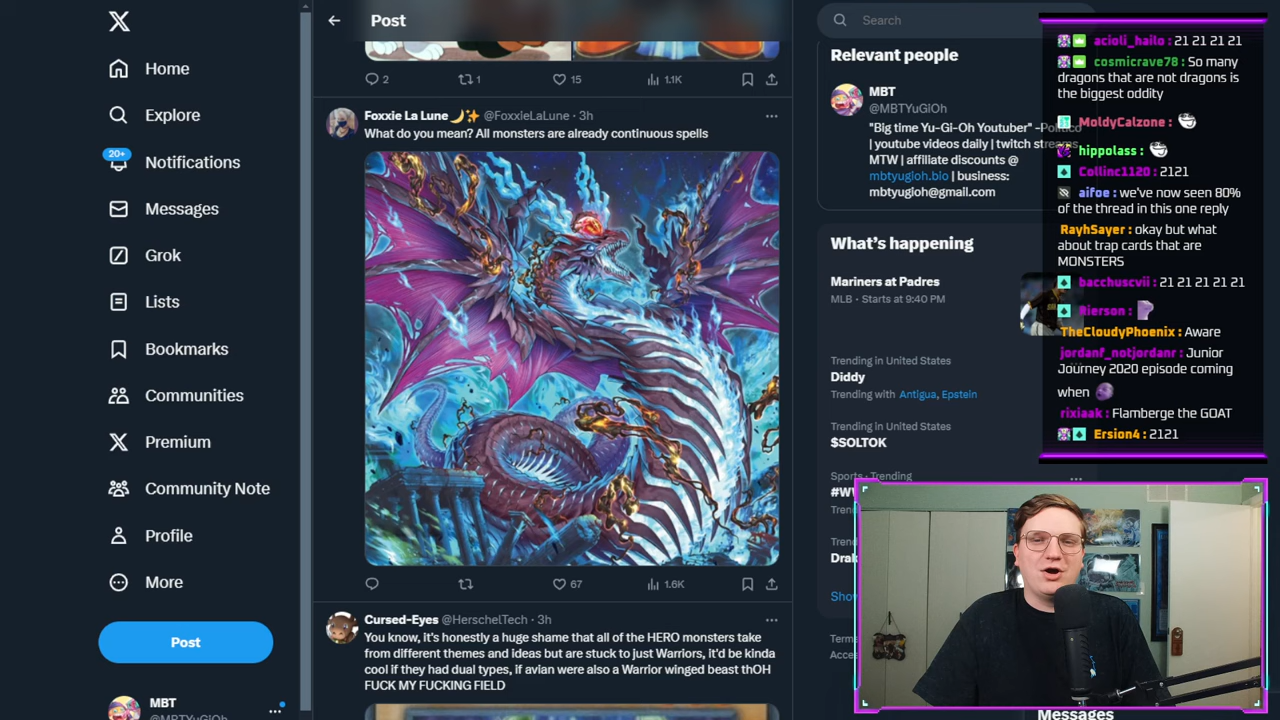 Home
Explore
20+
Notifications
Messages
Grok
Lists
Bookmarks
Communities
Premium
Community Note
Profile
More
Post
MBT
Post
2
1
15
1.1K
Foxxie La Lune 🌙✨ @FoxxieLaLune · 3h
What do you mean? All monsters are already continuous spells
67
1.6K
Cursed-Eyes @HerschelTech · 3h
You know, it's honestly a huge shame that all of the HERO monsters take
from different themes and ideas but are stuck to just Warriors, it'd be kinda
cool if they had dual types, if avian were also a Warrior winged beast thOH
FUCK MY FUCKING FIELD
Search
Relevant people
MBT
@MBTYuGiOh
"Big time Yu-Gi-Oh Youtuber" -Politico
| youtube videos daily | twitch streams
MTW | affiliate discounts @
mbtyugioh.bio | business:
mbtyugioh@gmail.com
What's happening
Mariners at Padres
MLB · Starts at 9:40 PM
Trending in United States
Diddy
Trending with Antigua, Epstein
Trending in United States
$SOLTOK
Sports · Trending
Messages
acioli_hailo : 21 21 21 21
cosmicrave78 : So many
dragons that are not dragons is
the biggest oddity
MoldyCalzone :
hippolass :
Collinc1120 : 2121
aifoe : we've now seen 80%
of the thread in this one reply
RayhSayer : okay but what
about trap cards that are
MONSTERS
bacchuscvii : 21 21 21 21 21
Rierson :
TheCloudyPhoenix : Aware
jordanf_notjordanr : Junior
Journey 2020 episode coming
when
rixiaak : Flamberge the GOAT
Ersion4 : 2121